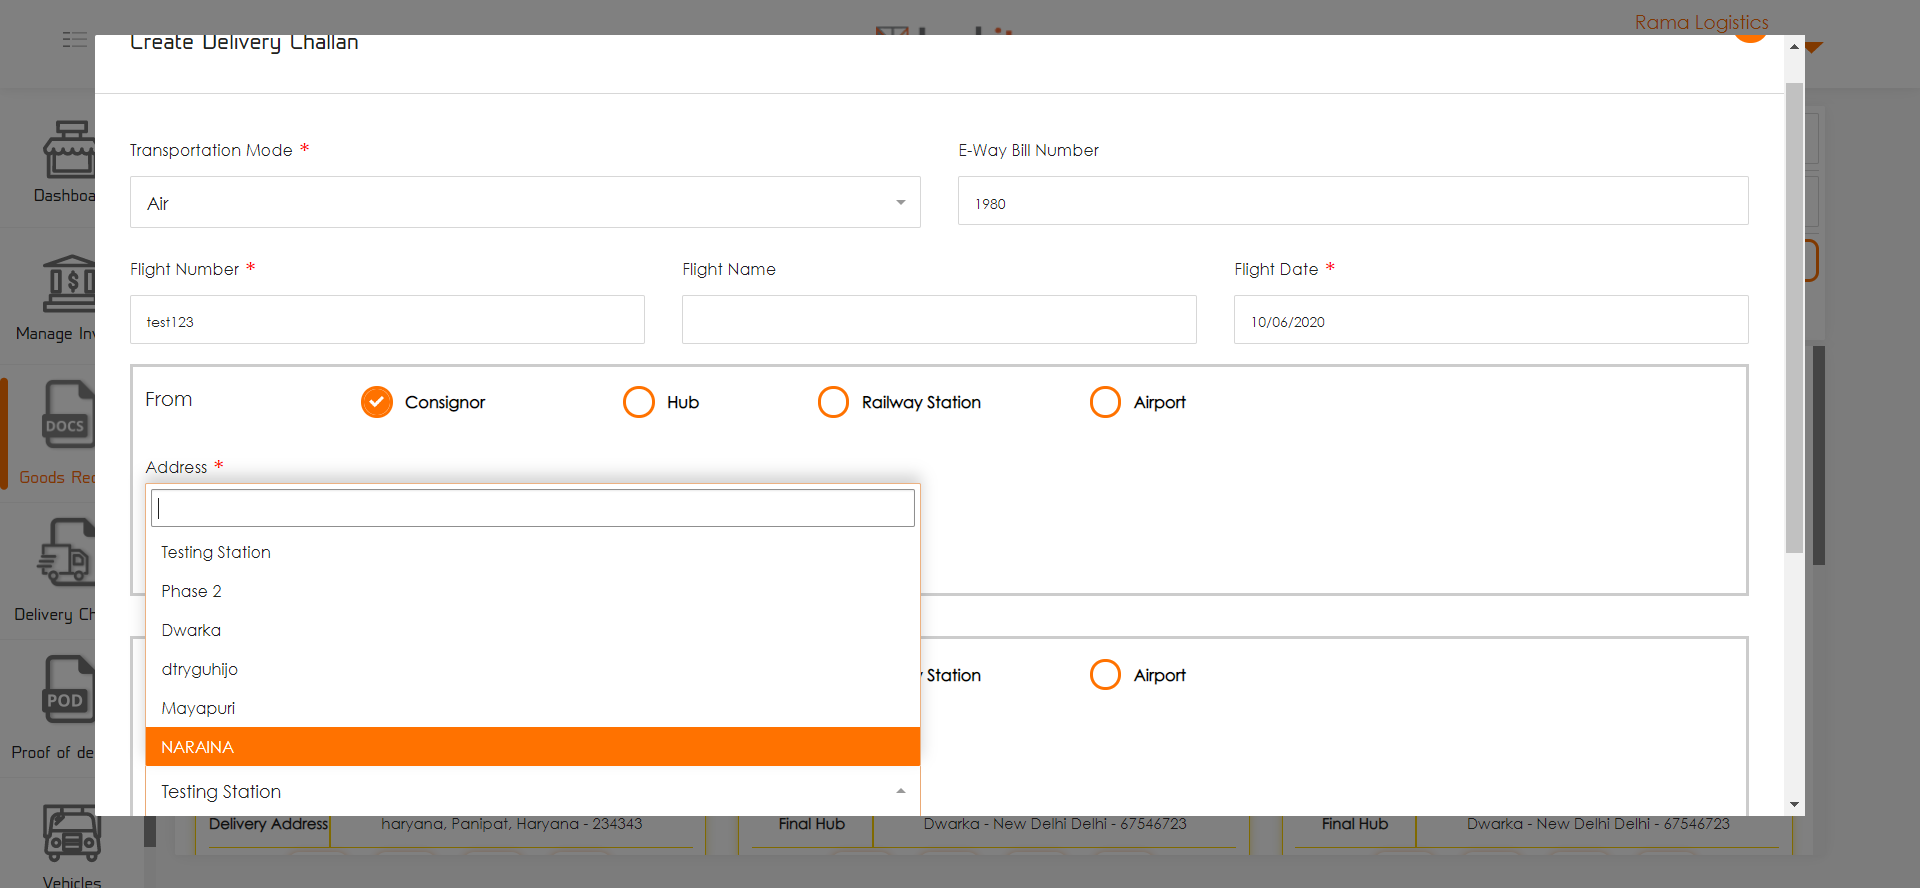 Rama Logistics
Create Delivery Challan
Transportation Mode *
E-Way Bill Number
Air
1980
Flight Number *
Flight Name
Flight Date *
test123
10/06/2020
From
Consignor
Hub
Railway Station
Airport
Address *
Testing Station
Phase 2
Dwarka
dtryguhijo
Mayapuri
NARAINA
Testing Station
Station
Airport
Dashboa
Manage Inv
DOCS
Goods Rec
Delivery Ch
POD
Proof of de
Vehicles
Delivery Address
haryana, Panipat, Haryana - 234343
Final Hub
Dwarka - New Delhi Delhi - 67546723
Final Hub
Dwarka - New Delhi Delhi - 67546723